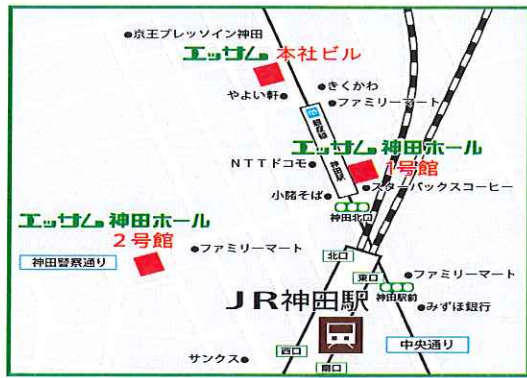 京王プレッソイン神田
エッサム 本社ビル
きくかわ
やよい軒
ファミリーマート
銀座線
神田駅
エッサム 神田ホール
1号館
NTTドコモ
スターバックスコーヒー
小諸そば
神田北口
エッサム 神田ホール
2号館
ファミリーマート
神田警察通り
北口
東口
ファミリーマート
神田駅前
JR神田駅
みずほ銀行
中央通り
西口
南口
サンクス